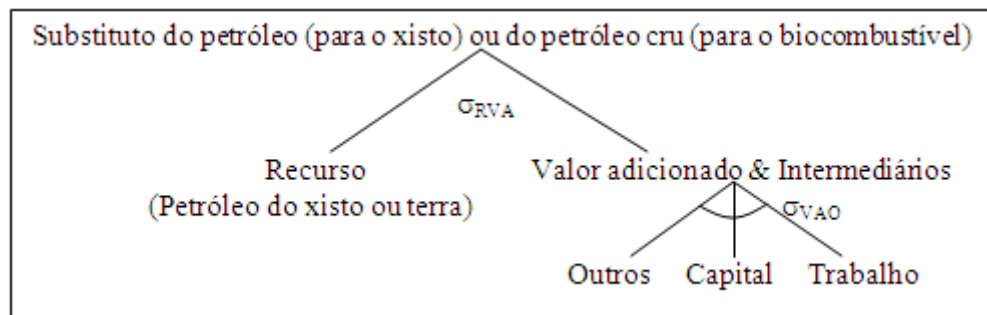 Substituto do petróleo (para o xisto) ou do petróleo cru (para o biocombustível)
σRVA
Recurso
(Petróleo do xisto ou terra)
Valor adicionado & Intermediários
σVAO
Outros Capital Trabalho